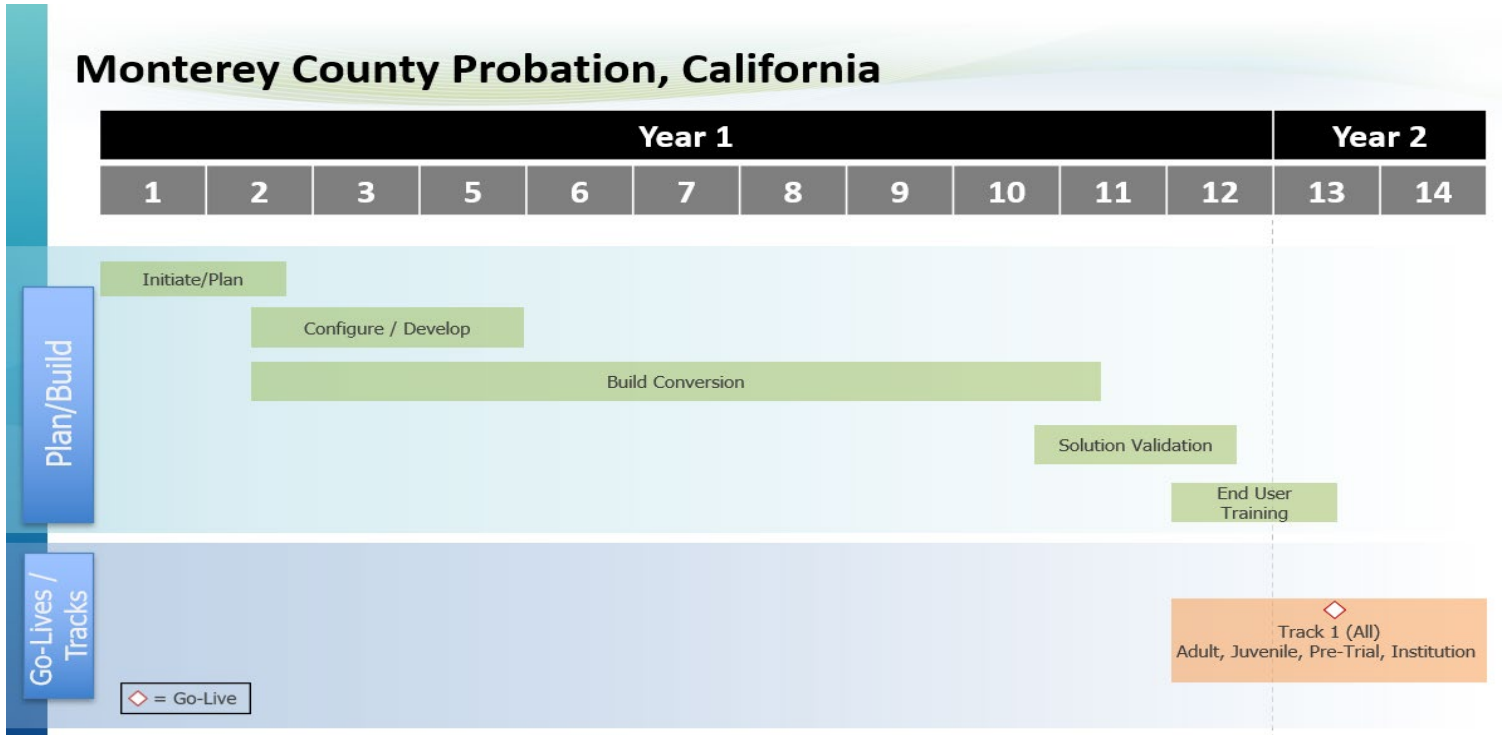 Monterey County Probation, California
Year 1 Year 2
1 2 3 5 6 7 8 9 10 11 12 13 14
Plan/Build
Initiate/Plan
Configure / Develop
Build Conversion
Solution Validation
End User
Training
Go-Lives /
Tracks
Track 1 (All)
Adult, Juvenile, Pre-Trial, Institution
= Go-Live